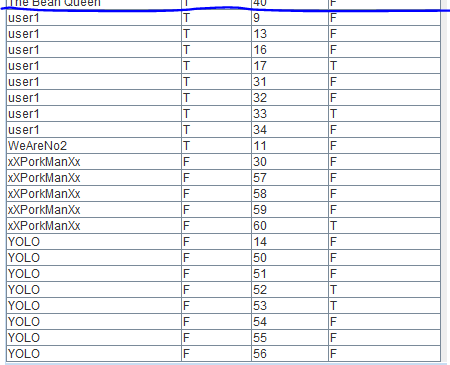 The Bean Queen T 40 F
user1 T 9 F
user1 T 13 F
user1 T 16 F
user1 T 17 T
user1 T 31 F
user1 T 32 F
user1 T 33 T
user1 T 34 F
WeAreNo2 T 11 F
xXPorkManXx F 30 F
xXPorkManXx F 57 F
xXPorkManXx F 58 F
xXPorkManXx F 59 F
xXPorkManXx F 60 T
YOLO F 14 F
YOLO F 50 F
YOLO F 51 F
YOLO F 52 T
YOLO F 53 T
YOLO F 54 F
YOLO F 55 F
YOLO F 56 F